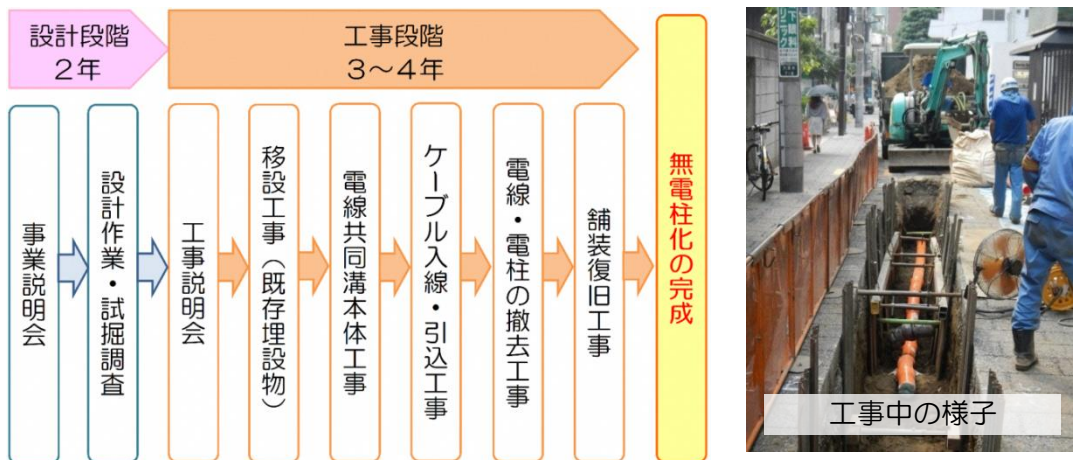 設計段階
２年
工事段階
３～４年
事業説明会
設計作業・試掘調査
工事説明会
移設工事（既存埋設物）
電線共同溝本体工事
ケーブル入線・引込工事
電線・電柱の撤去工事
舗装復旧工事
無電柱化の完成
工事中の様子